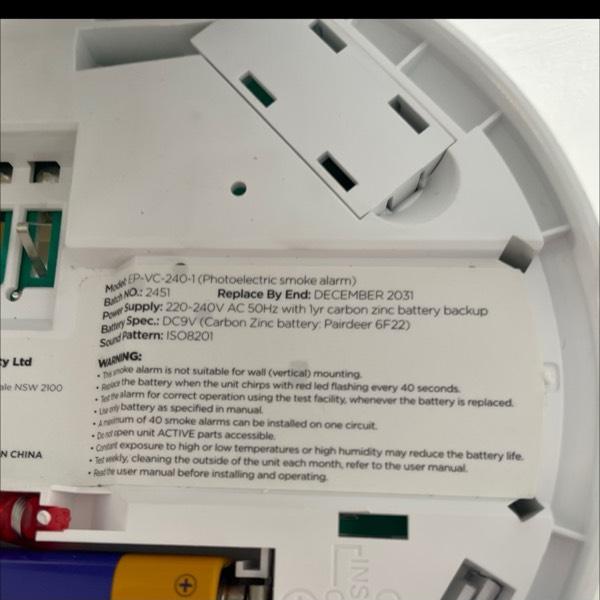 Model: EP-VC-240-1 (Photoelectric smoke alarm)
Batch NO.: 2451 Replace By End: DECEMBER 2031
Power Supply: 220-240V AC 50Hz with 1yr carbon zinc battery backup
Battery Spec.: DC9V (Carbon Zinc battery: Pairdeer 6F22)
Sound Pattern: ISO8201
WARNING:
• This smoke alarm is not suitable for wall (vertical) mounting.
• Replace the battery when the unit chirps with red led flashing every 40 seconds.
• Test the alarm for correct operation using the test facility, whenever the battery is replaced.
• Use only battery as specified in manual.
• A maximum of 40 smoke alarms can be installed on one circuit.
• Do not open unit ACTIVE parts accessible.
• Constant exposure to high or low temperatures or high humidity may reduce the battery life.
• Test weekly, cleaning the outside of the unit each month, refer to the user manual.
• Read the user manual before installing and operating.
ty Ltd
ale NSW 2100
N CHINA
INS